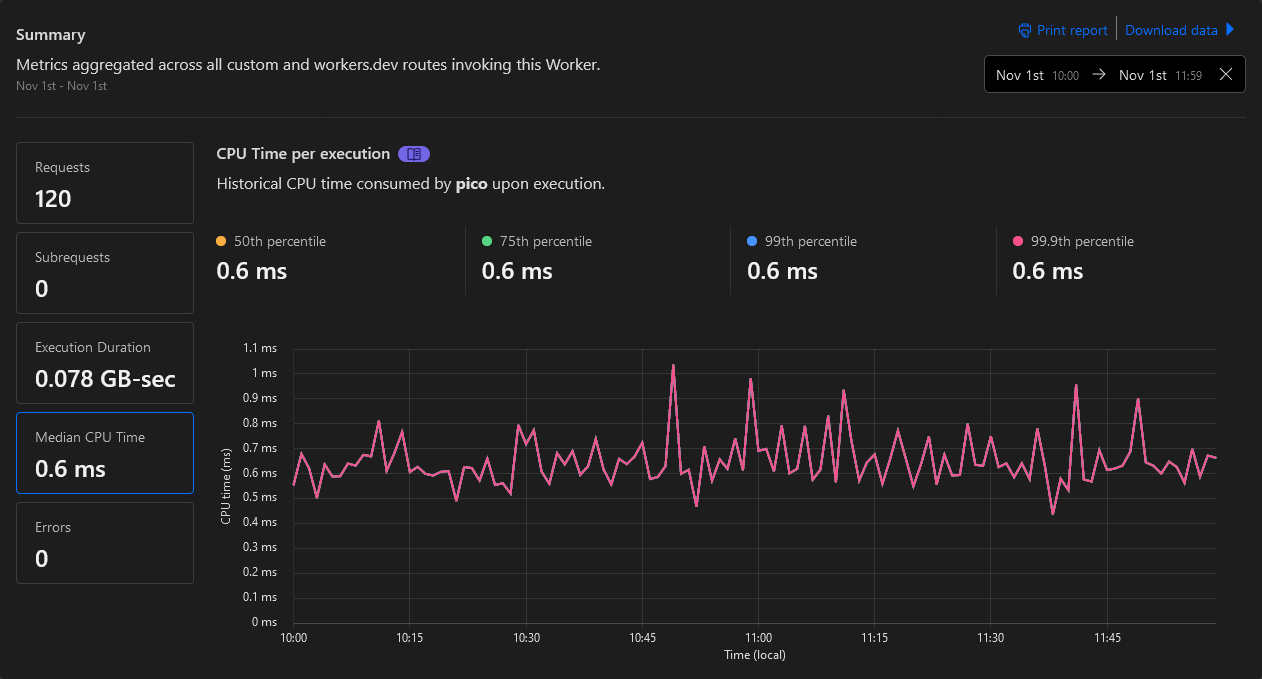 Summary
Print report
Download data
Metrics aggregated across all custom and workers.dev routes invoking this Worker.
Nov 1st - Nov 1st
Nov 1st 10:00 → Nov 1st 11:59
Requests
120
Subrequests
0
Execution Duration
0.078 GB-sec
Median CPU Time
0.6 ms
Errors
0
CPU Time per execution
Historical CPU time consumed by pico upon execution.
50th percentile
0.6 ms
75th percentile
0.6 ms
99th percentile
0.6 ms
99.9th percentile
0.6 ms
CPU time (ms)
1.1 ms
1 ms
0.9 ms
0.8 ms
0.7 ms
0.6 ms
0.5 ms
0.4 ms
0.3 ms
0.2 ms
0.1 ms
0 ms
10:00 10:15 10:30 10:45 11:00 11:15 11:30 11:45
Time (local)